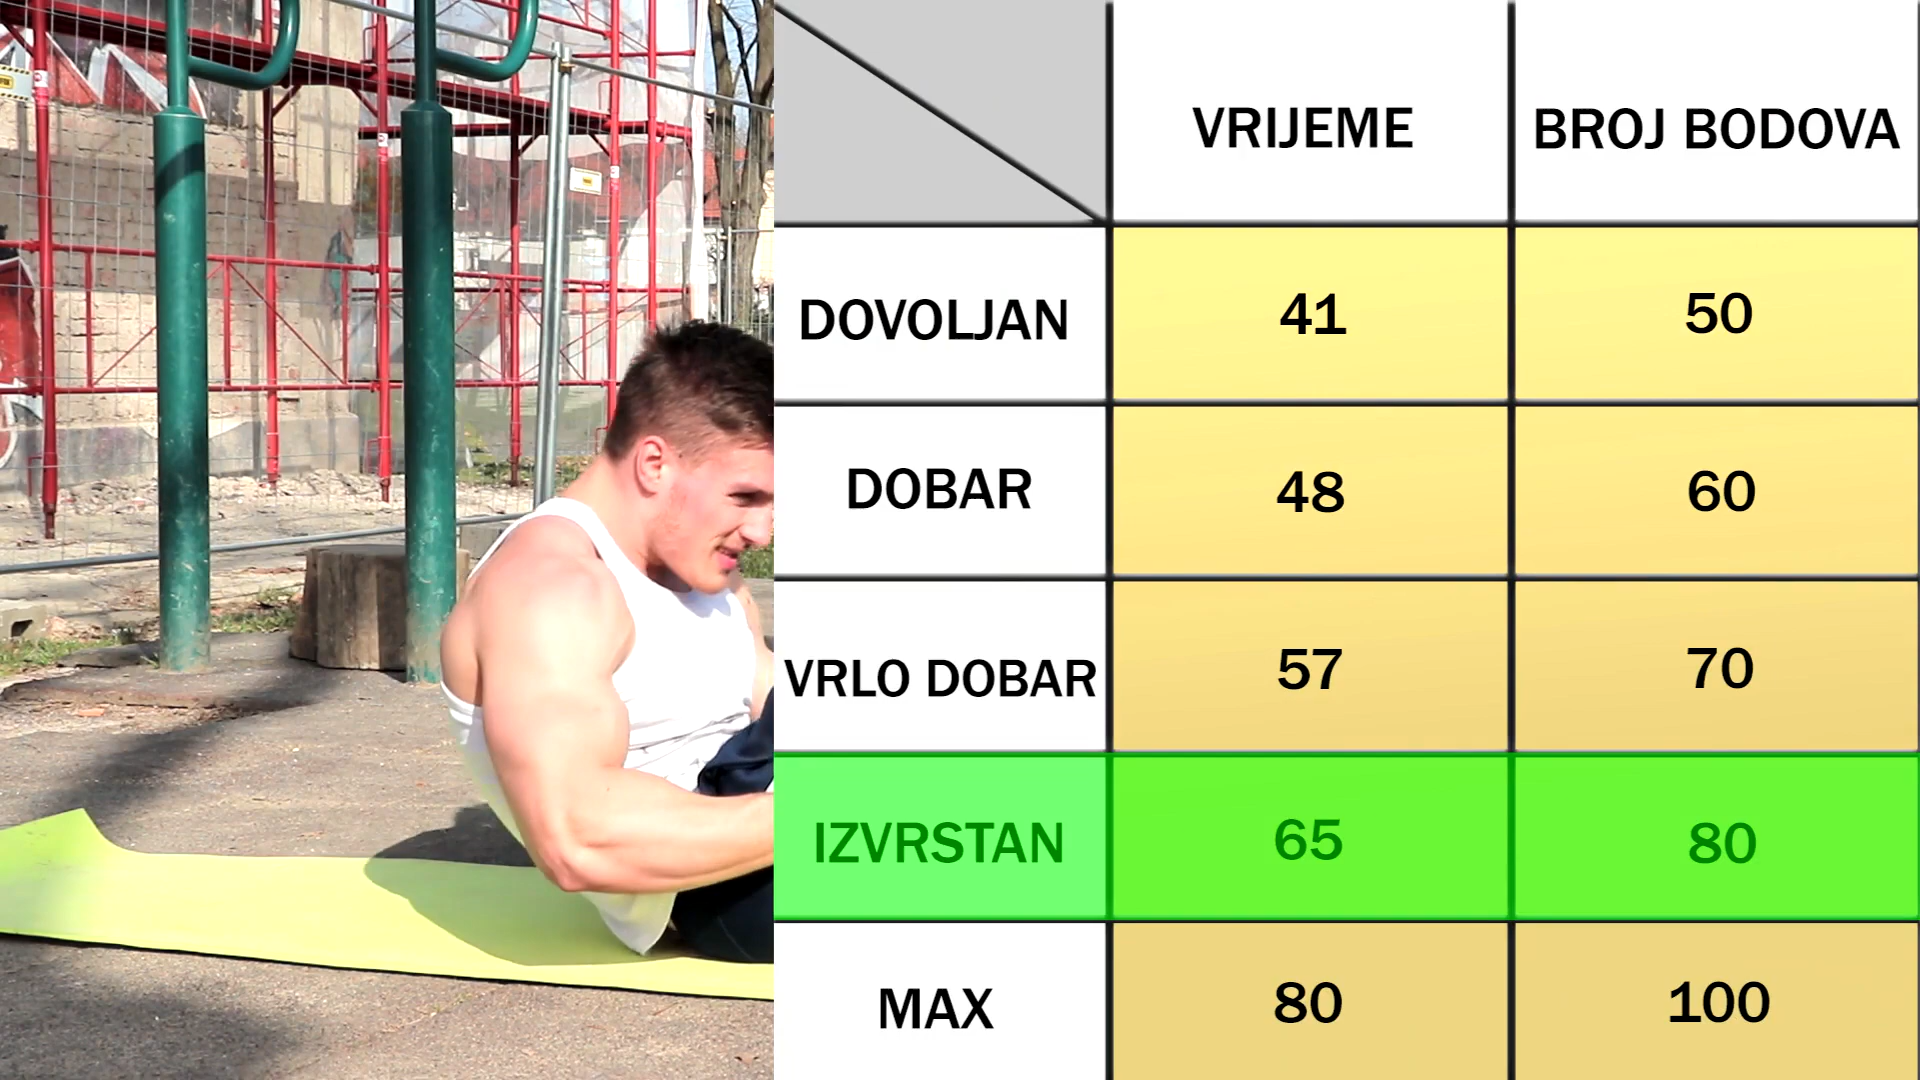 VRIJEME BROJ BODOVA
DOVOLJAN 41 50
DOBAR 48 60
VRLO DOBAR 57 70
IZVRSTAN 65 80
MAX 80 100